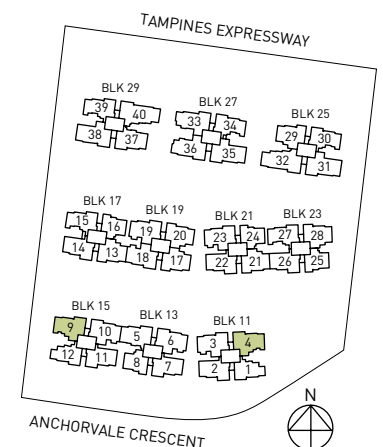 TAMPINES EXPRESSWAY
BLK 29
39 40
38 37
BLK 27
33 34
36 35
BLK 25
29 30
32 31
BLK 17
15 16
14 13
BLK 19
19 20
18 17
BLK 21
23 24
22 21
BLK 23
27 28
26 25
BLK 15
9 10
12 11
BLK 13
5 6
8 7
BLK 11
3 4
2 1
N
ANCHORVALE CRESCENT